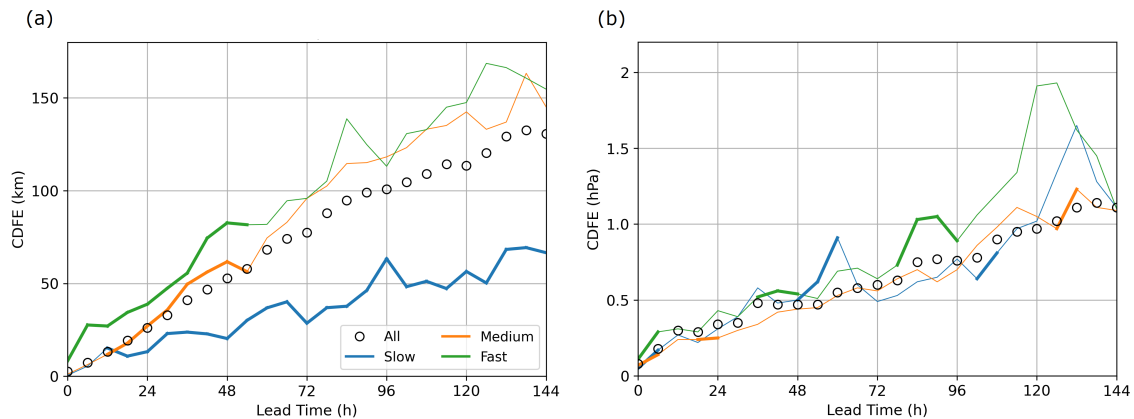 (a)
150
100
50
0
CDFE (km)
0 24 48 72 96 120 144
Lead Time (h)
All
Slow
Medium
Fast
(b)
2
1.5
1.0
0.5
0
CDFE (hPa)
0 24 48 72 96 120 144
Lead Time (h)